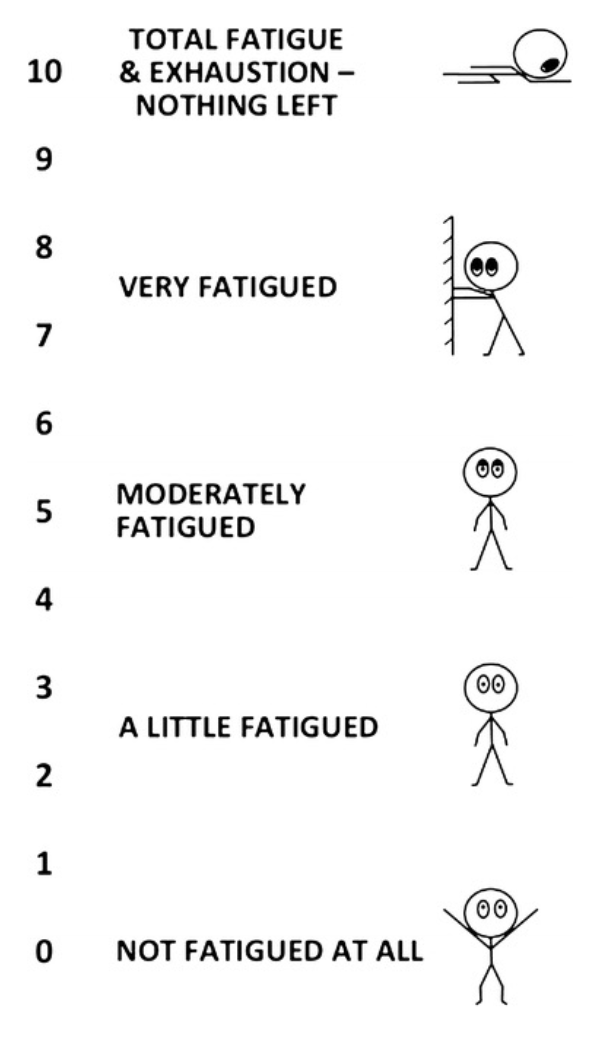 TOTAL FATIGUE
10 & EXHAUSTION –
NOTHING LEFT
9
8
VERY FATIGUED
7
6
MODERATELY
5
FATIGUED
4
3
A LITTLE FATIGUED
2
1
0 NOT FATIGUED AT ALL